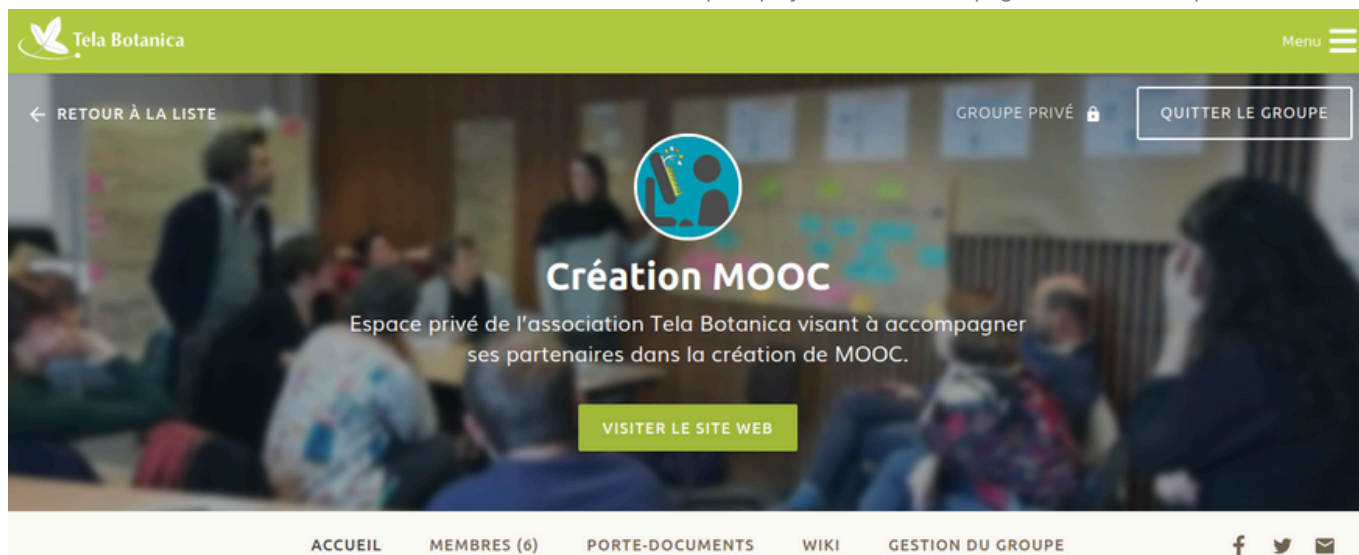 Tela Botanica
Menu
RETOUR À LA LISTE
GROUPE PRIVÉ
QUITTER LE GROUPE
Création MOOC
Espace privé de l'association Tela Botanica visant à accompagner
ses partenaires dans la création de MOOC.
VISITER LE SITE WEB
ACCUEIL MEMBRES (6) PORTE-DOCUMENTS WIKI GESTION DU GROUPE